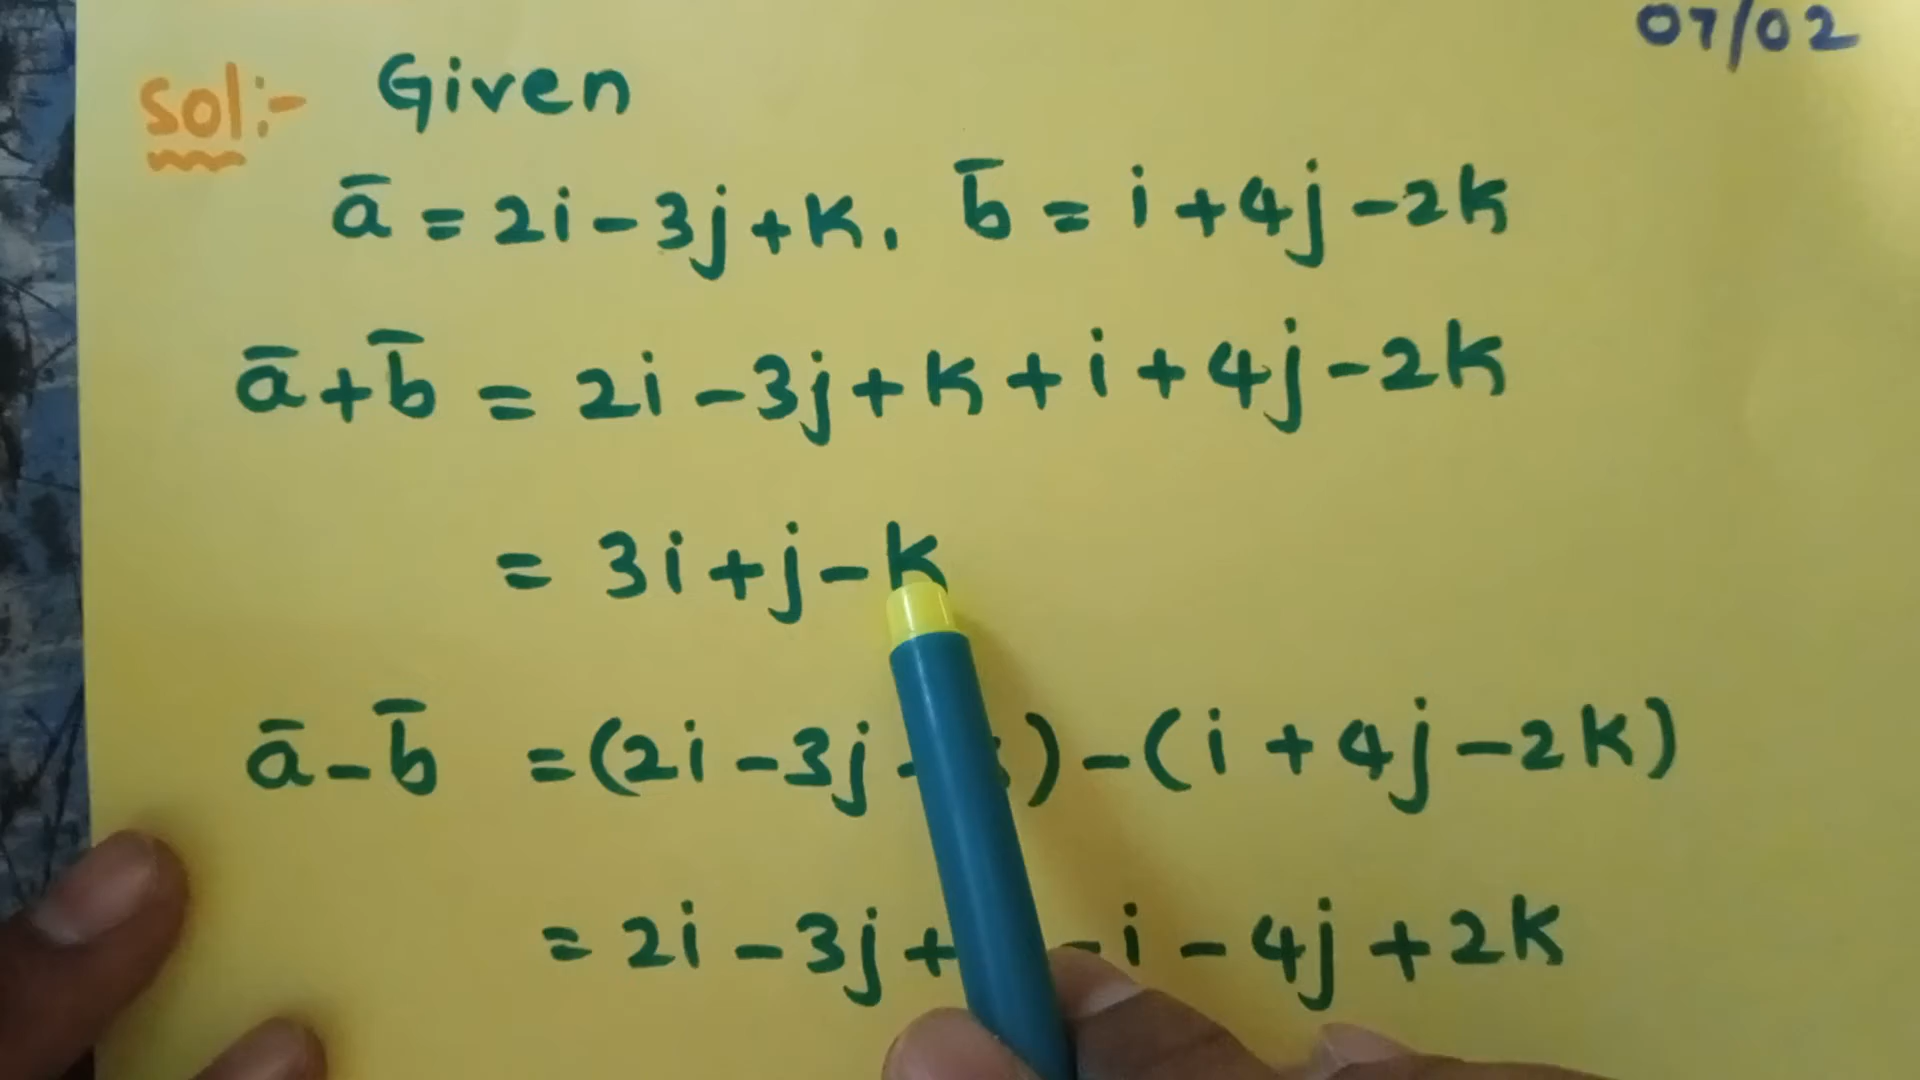 07/02
Sol:- Given
a̅ = 2i - 3j + k, b̅ = i + 4j - 2k
a̅ + b̅ = 2i - 3j + k + i + 4j - 2k
= 3i + j - k
a̅ - b̅ = (2i - 3j ) - (i + 4j - 2k)
= 2i - 3j + - i - 4j + 2k